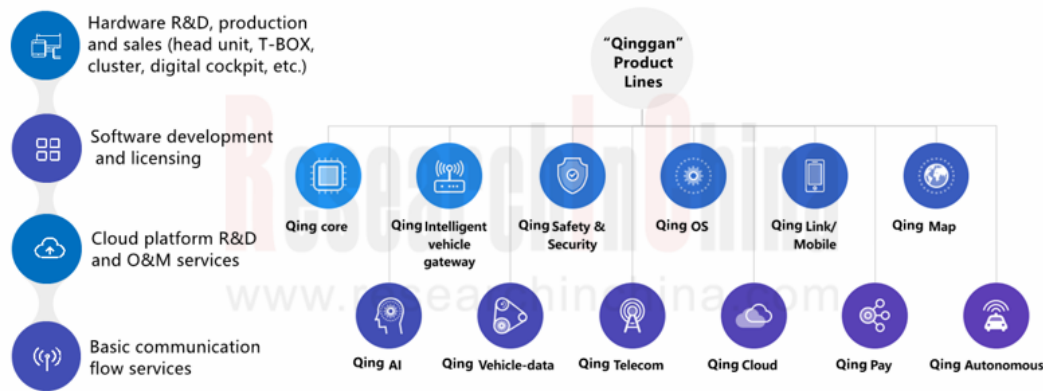 Hardware R&D, production
and sales (head unit, T-BOX,
cluster, digital cockpit, etc.)
Software development
and licensing
Cloud platform R&D
and O&M services
Basic communication
flow services
“Qinggan”
Product
Lines
Qing core
Qing Intelligent
vehicle
gateway
Qing Safety &
Security
Qing OS
Qing Link/
Mobile
Qing Map
Qing AI
Qing Vehicle-data
Qing Telecom
Qing Cloud
Qing Pay
Qing Autonomous
ResearchInChina
www.researchinchina.com